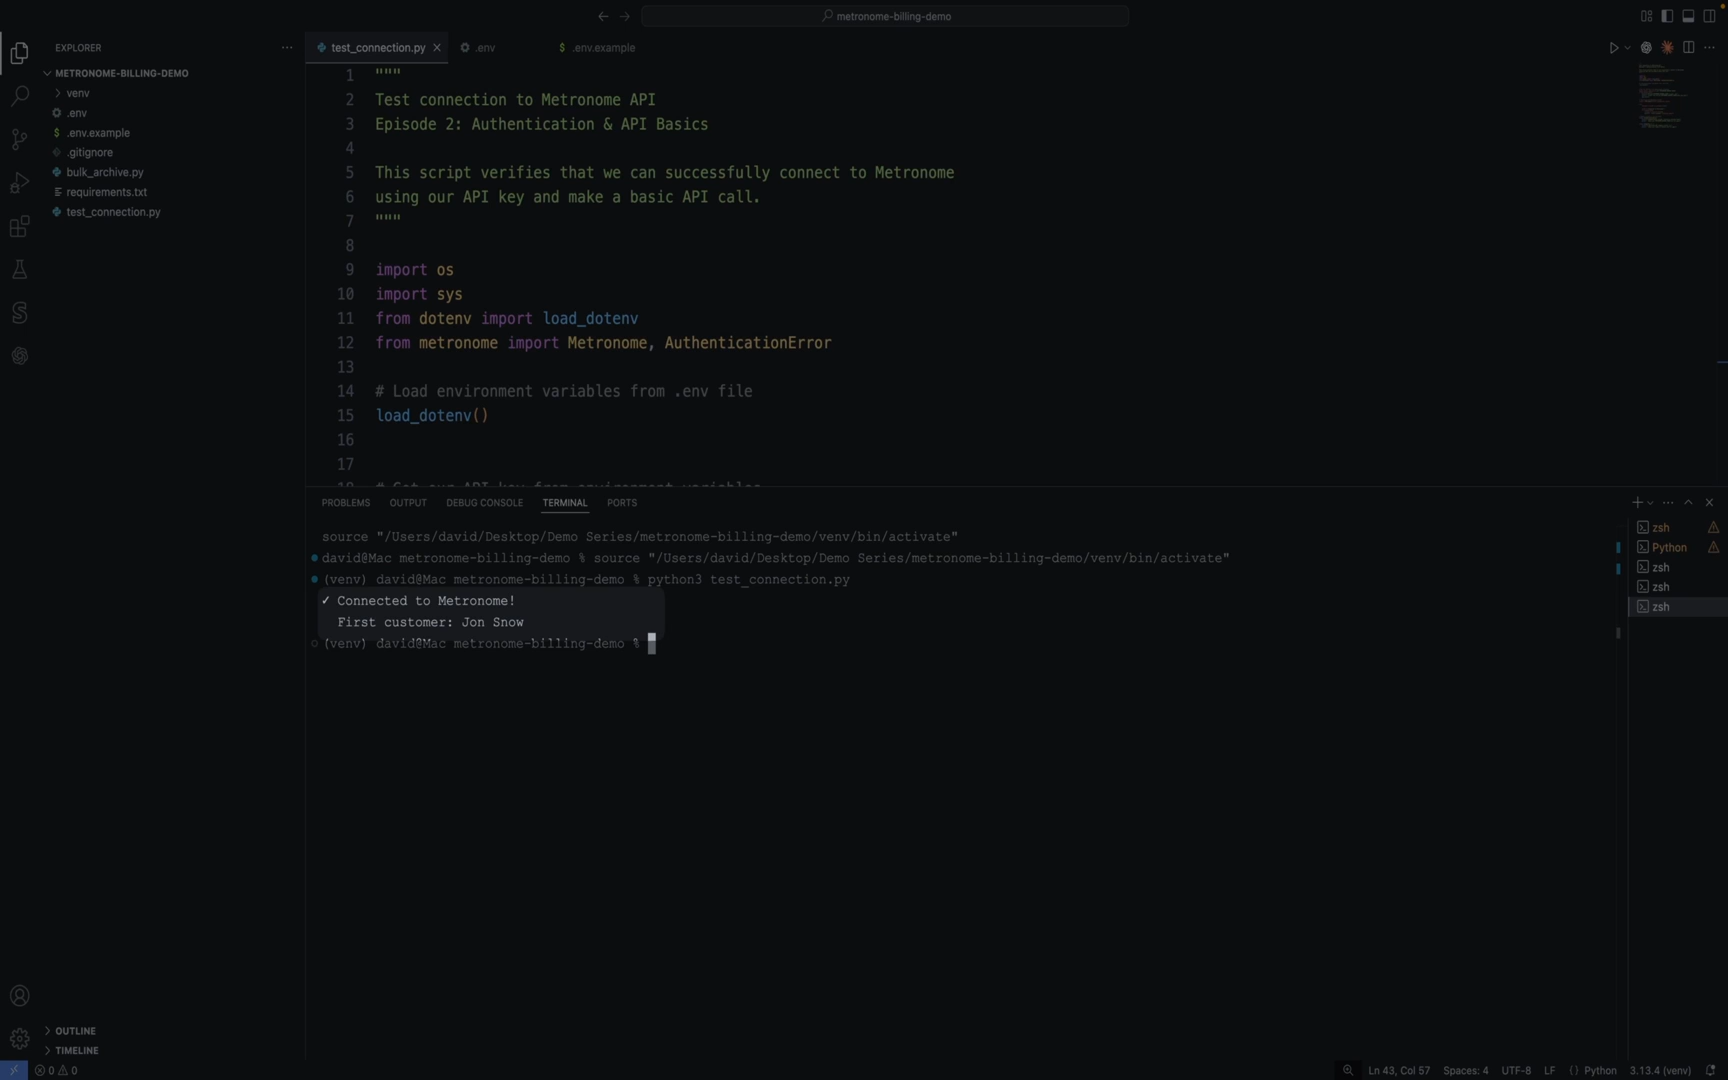 metronome-billing-demo
EXPLORER
METRONOME-BILLING-DEMO
venv
.env
$ .env.example
.gitignore
bulk_archive.py
requirements.txt
test_connection.py
OUTLINE
TIMELINE
test_connection.py
.env
$ .env.example
1 """
2 Test connection to Metronome API
3 Episode 2: Authentication & API Basics
4
5 This script verifies that we can successfully connect to Metronome
6 using our API key and make a basic API call.
7 """
8
9 import os
10 import sys
11 from dotenv import load_dotenv
12 from metronome import Metronome, AuthenticationError
13
14 # Load environment variables from .env file
15 load_dotenv()
16
17
PROBLEMS OUTPUT DEBUG CONSOLE TERMINAL PORTS
source "/Users/david/Desktop/Demo Series/metronome-billing-demo/venv/bin/activate"
david@Mac metronome-billing-demo % source "/Users/david/Desktop/Demo Series/metronome-billing-demo/venv/bin/activate"
(venv) david@Mac metronome-billing-demo % python3 test_connection.py
✓ Connected to Metronome!
First customer: Jon Snow
(venv) david@Mac metronome-billing-demo %
zsh
Python
zsh
zsh
zsh
0 0
Ln 43, Col 57 Spaces: 4 UTF-8 LF {} Python 3.13.4 (venv)